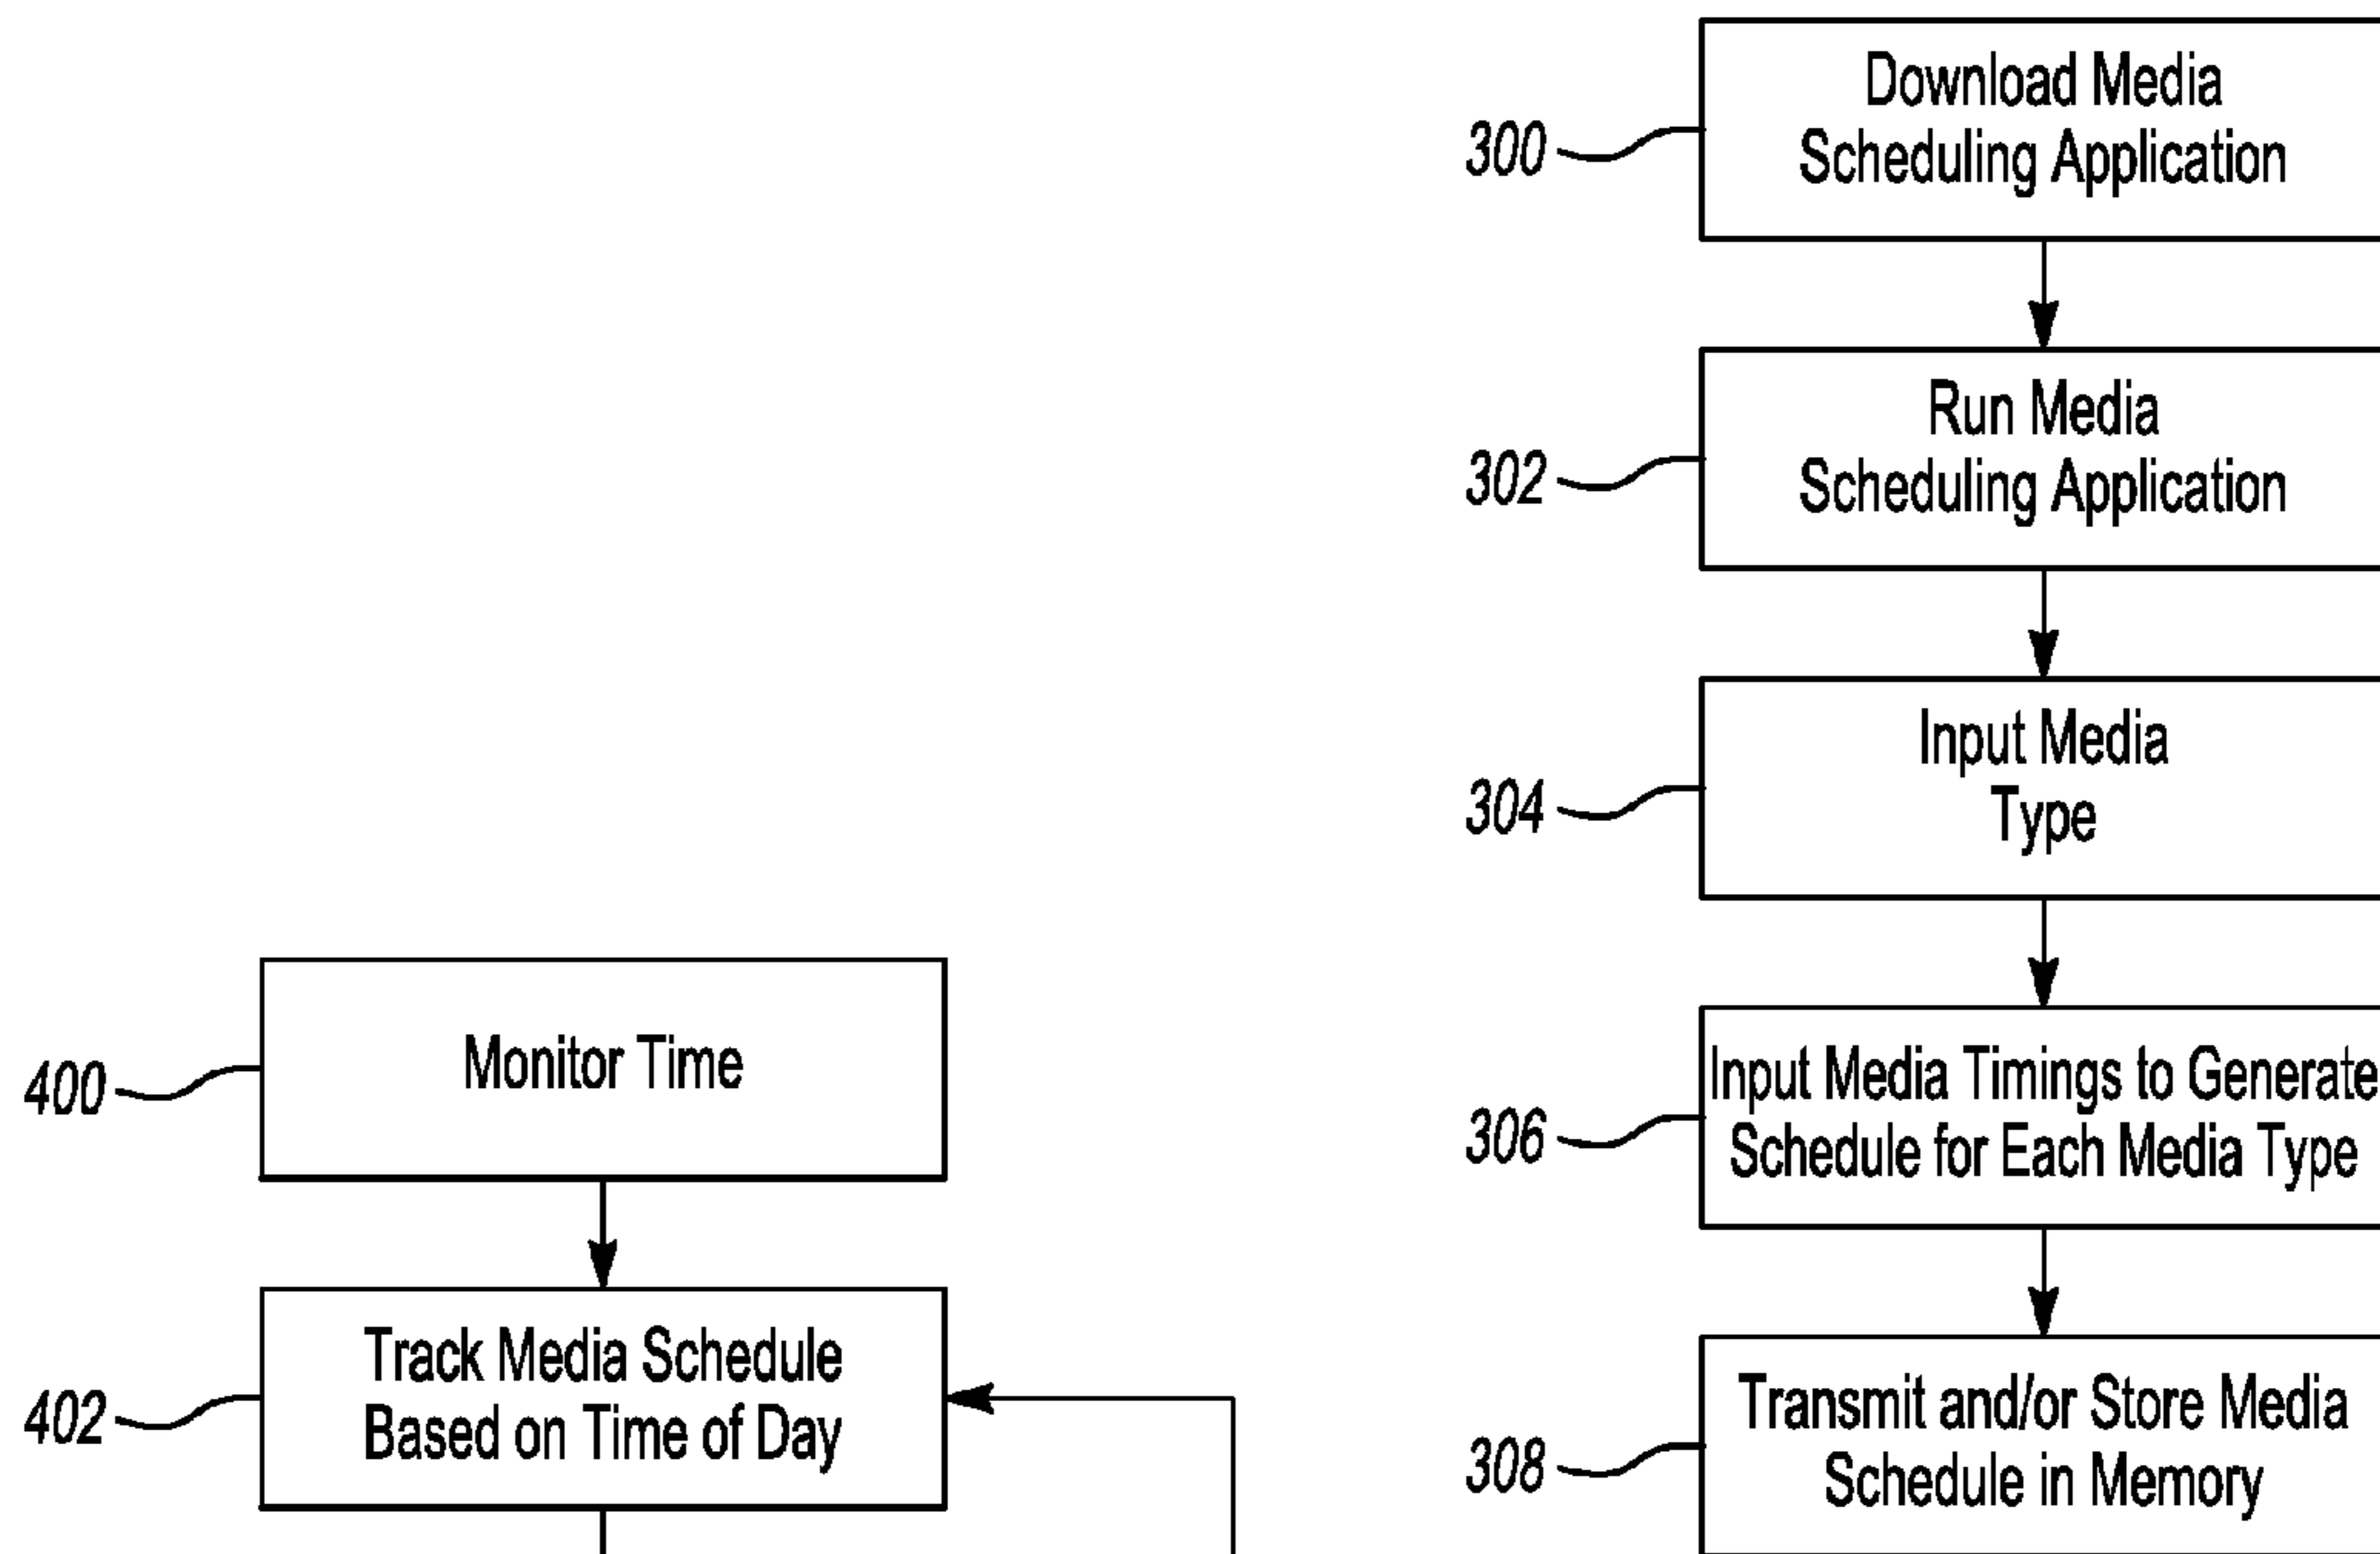 300
Download Media
Scheduling Application
302
Run Media
Scheduling Application
304
Input Media
Type
306
Input Media Timings to Generate
Schedule for Each Media Type
308
Transmit and/or Store Media
Schedule in Memory
400
Monitor Time
402
Track Media Schedule
Based on Time of Day